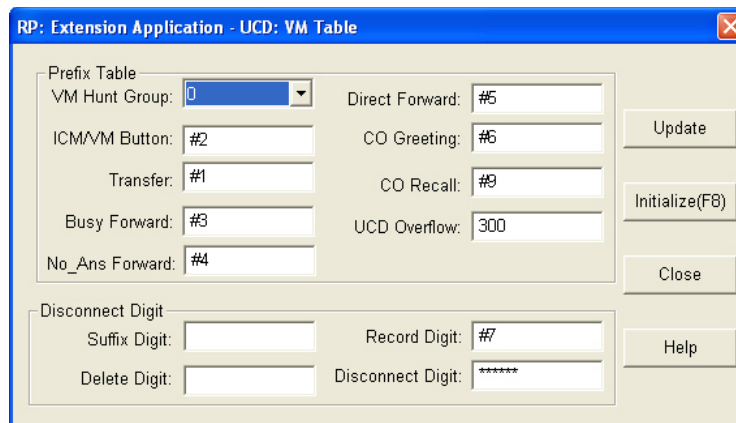 RP: Extension Application - UCD: VM Table
Prefix Table
VM Hunt Group: 0
ICM/VM Button: #2
Transfer: #1
Busy Forward: #3
No_Ans Forward: #4
Direct Forward: #5
CO Greeting: #6
CO Recall: #9
UCD Overflow: 300
Disconnect Digit
Suffix Digit:
Delete Digit:
Record Digit: #7
Disconnect Digit: ******
Update
Initialize(F8)
Close
Help